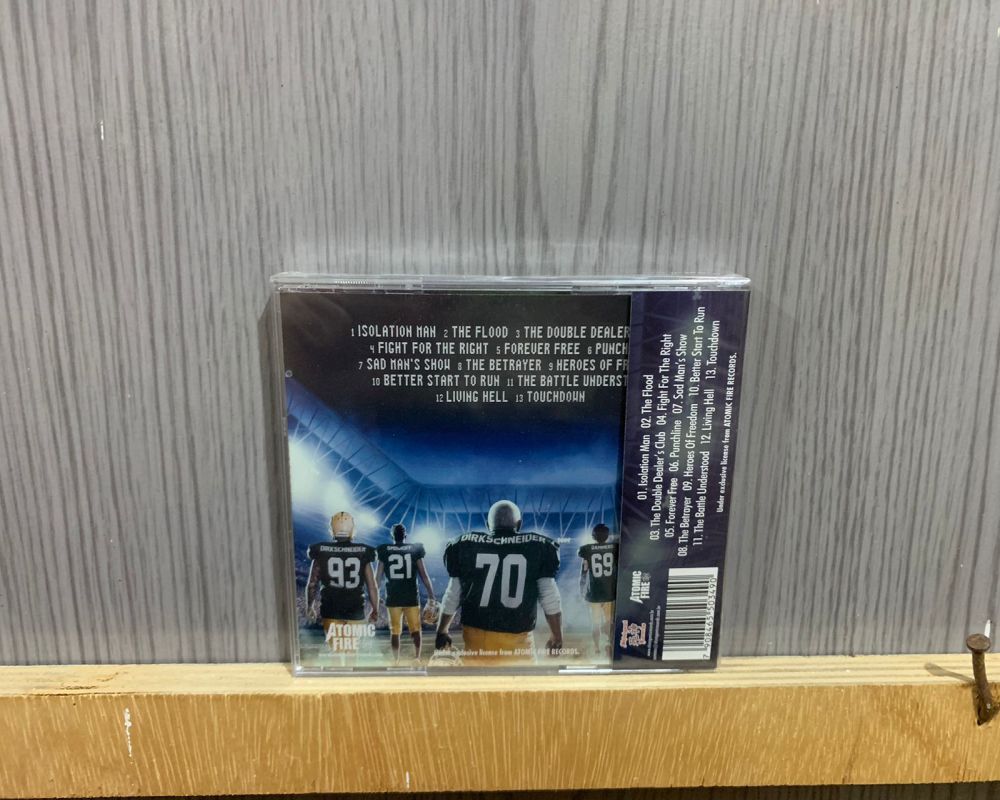 1 ISOLATION MAN 2 THE FLOOD 3 THE DOUBLE DEALER
4 FIGHT FOR THE RIGHT 5 FOREVER FREE 6 PUNCH
7 SAD MAN'S SHOW 8 THE BETRAYER 9 HEROES OF FR
10 BETTER START TO RUN 11 THE BATTLE UNDERST
12 LIVING HELL 13 TOUCHDOWN
DIRKSCHNEIDER
93
21
DIRKSCHNEIDER
70
69
ATOMIC
FIRE
Under exclusive license from ATOMIC FIRE RECORDS.
01. Isolation Man 02. The Flood
03. The Double Dealer's Club 04. Fight For The Right
05. Forever Free 06. Punchline 07. Sad Man's Show
08. The Betrayer 09. Heroes Of Freedom 10. Better Start To Run
11. The Battle Understood 12. Living Hell 13. Touchdown
Under exclusive license from ATOMIC FIRE RECORDS.
ATOMIC
FIRE